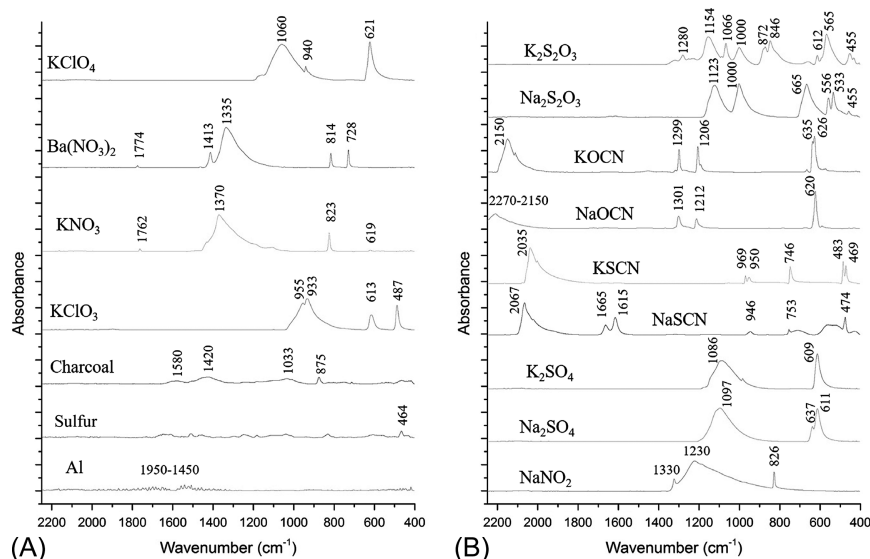 1060
940
621
KClO4
1335
1774
1413
814
728
Ba(NO3)2
1370
1762
823
619
KNO3
955
933
613
487
KClO3
1580
1420
1033
875
Charcoal
464
Sulfur
1950-1450
Al
Absorbance
2200 2000 1800 1600 1400 1200 1000 800 600 400
Wavenumber (cm-1)
(A)
1280
1154
1066
1000
872
846
612
565
455
K2S2O3
1123
1000
665
556
533
455
Na2S2O3
2150
1299
1206
635
626
KOCN
2270-2150
1301
1212
620
NaOCN
2035
969
950
746
483
469
KSCN
2067
1665
1615
946
753
474
NaSCN
1086
609
K2SO4
1097
637
611
Na2SO4
1330
1230
826
NaNO2
Absorbance
2200 2000 1800 1600 1400 1200 1000 800 600 400
Wavenumber (cm-1)
(B)